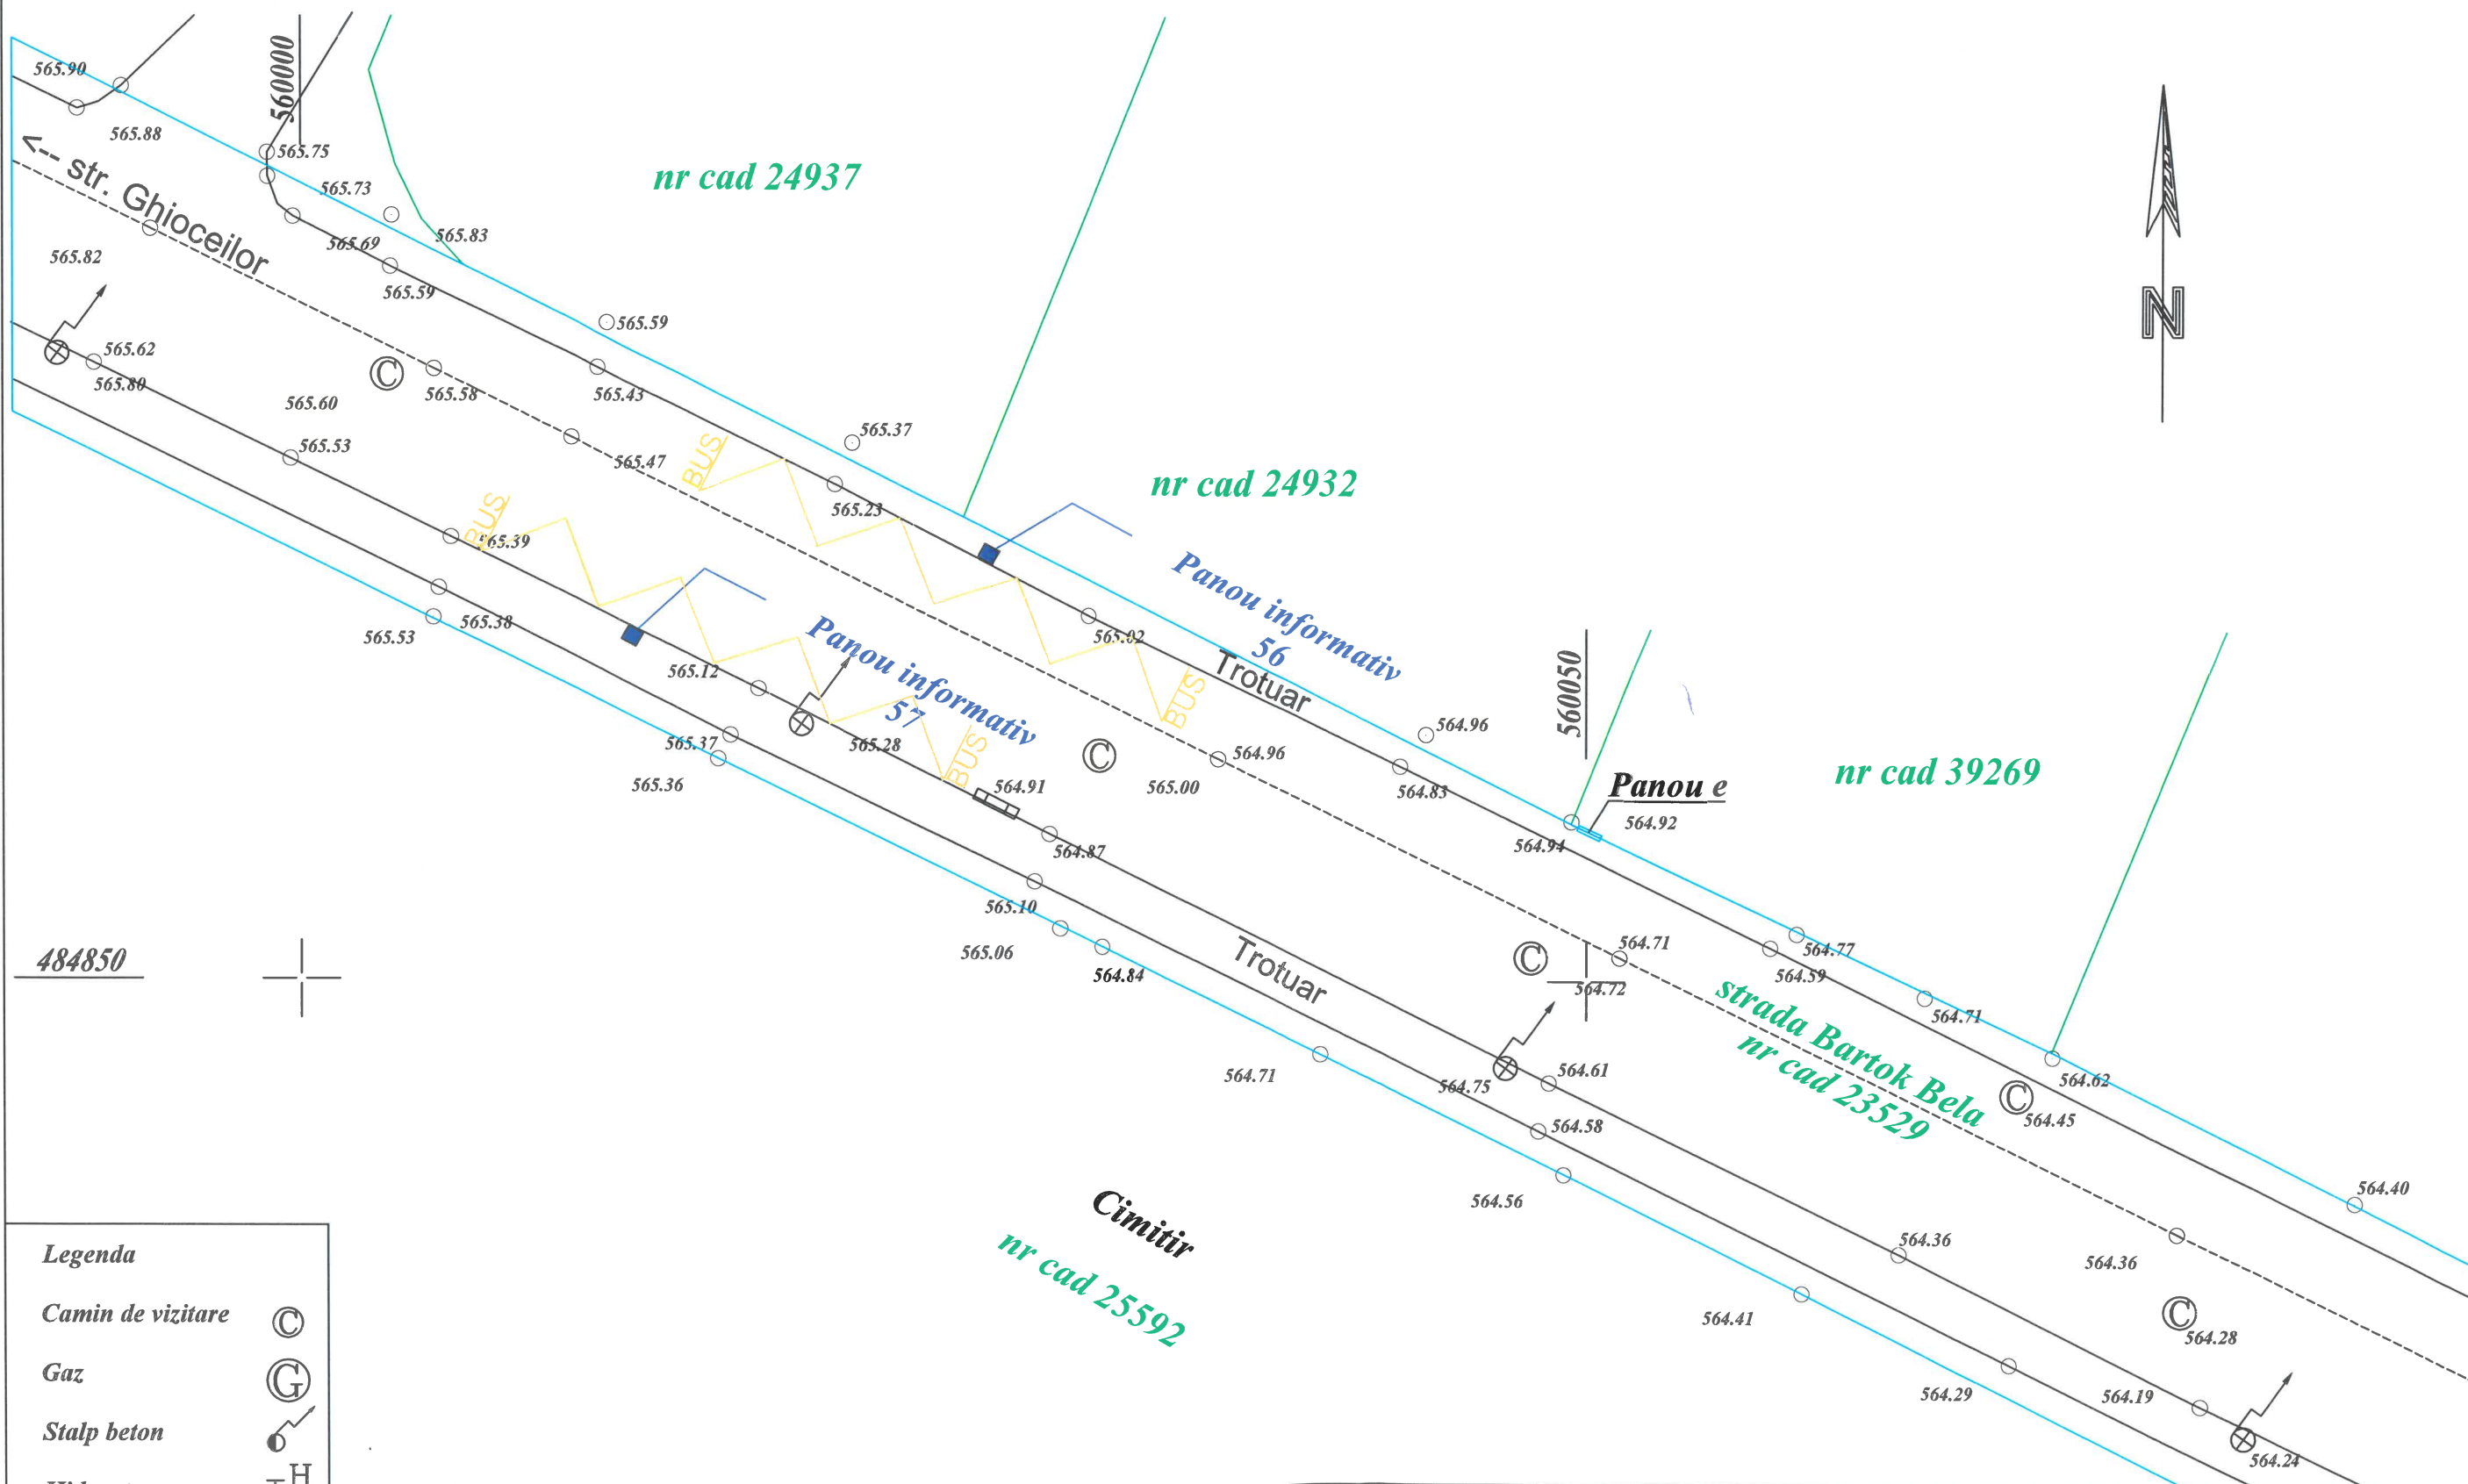 565.90
560000
565.88
565.75
<-- str. Ghioceilor
565.73
nr cad 24937
565.83
565.69
565.82
565.59
565.59
N
565.62
565.80
565.58
565.43
565.60
565.37
565.53
BUS
565.47
nr cad 24932
BUS
565.23
565.39
Panou informativ
56
565.38
565.53
565.02
Trotuar
Panou informativ
57
565.12
BUS
560050
565.37
565.28
BUS
564.96
564.96
565.36
564.91
565.00
564.83
Panou e
564.92
nr cad 39269
564.94
564.87
565.10
565.06
484850
564.84
Trotuar
564.71
564.72
564.77
564.59
564.71
strada Bartok Bela
nr cad 23529
564.71
564.75
564.61
564.62
564.45
564.58
564.56
564.40
Cimitir
nr cad 25592
564.36
564.36
564.41
564.28
564.29
564.19
564.24
Legenda
Camin de vizitare C
Gaz G
Stalp beton
H